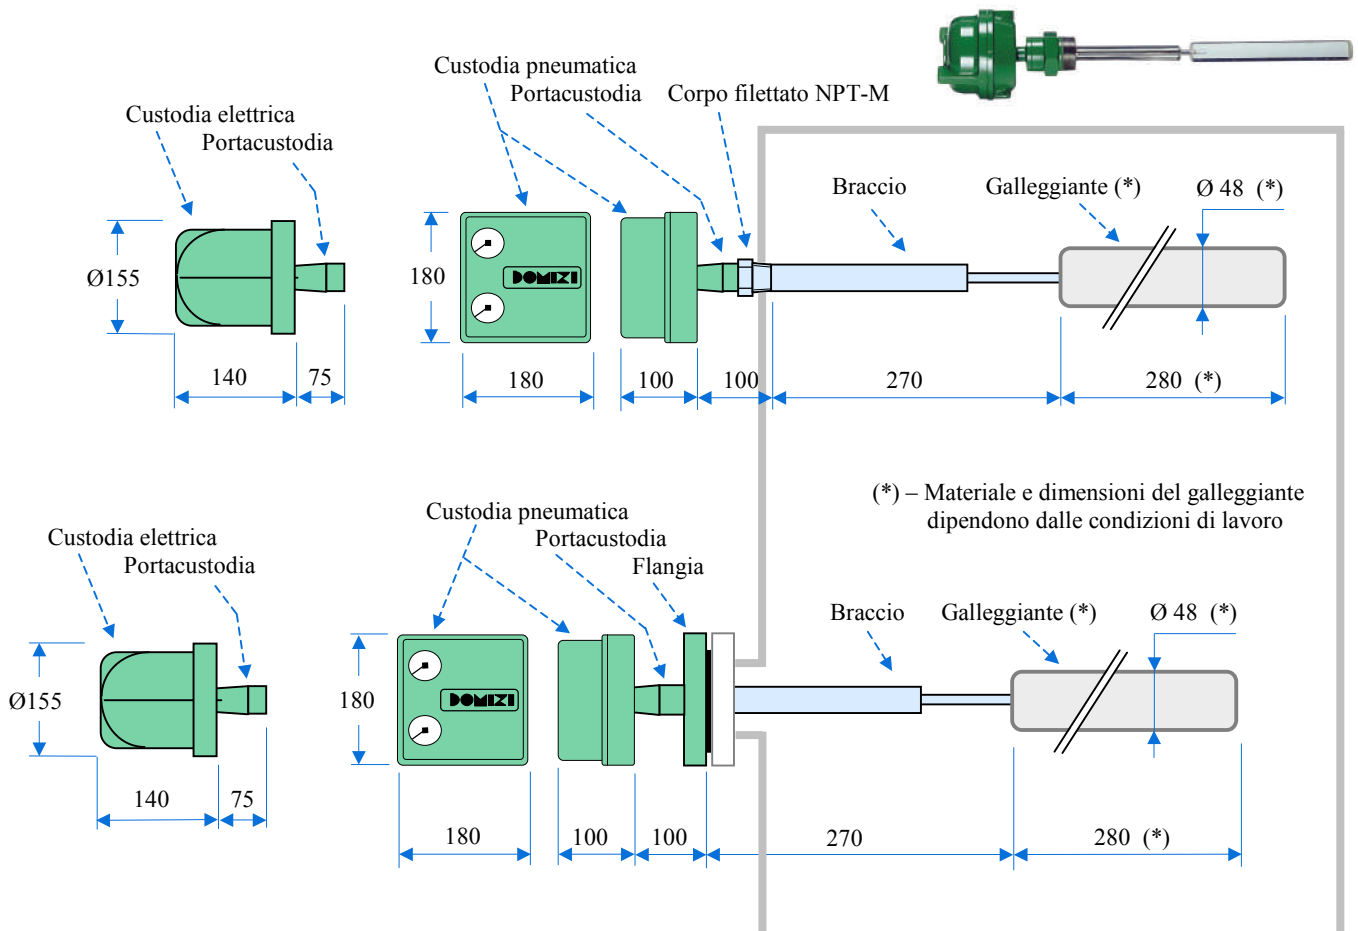 Custodia pneumatica
Portacustodia
Corpo filettato NPT-M
Custodia elettrica
Portacustodia
Braccio
Galleggiante (*)
Ø 48 (*)
Ø155
180
DOMIZI
140
75
180
100
100
270
280 (*)
(*) – Materiale e dimensioni del galleggiante
dipendono dalle condizioni di lavoro
Custodia pneumatica
Portacustodia
Flangia
Custodia elettrica
Portacustodia
Braccio
Galleggiante (*)
Ø 48 (*)
Ø155
180
DOMIZI
140
75
180
100
100
270
280 (*)